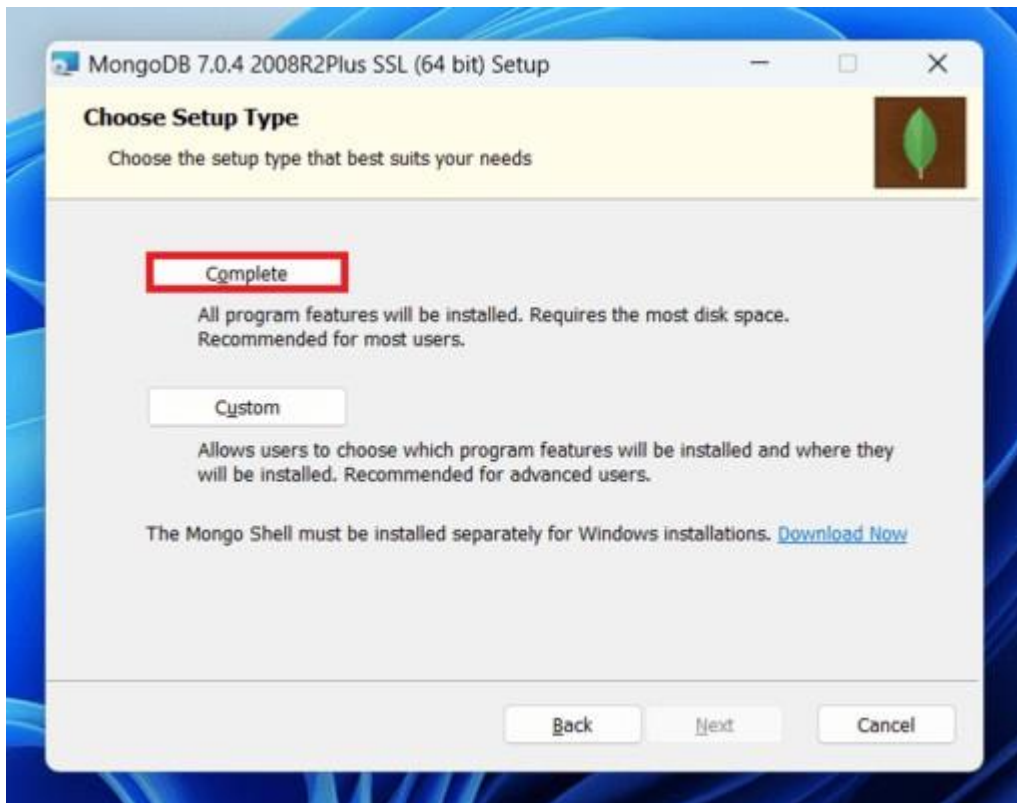 MongoDB 7.0.4 2008R2Plus SSL (64 bit) Setup
Choose Setup Type
Choose the setup type that best suits your needs
Complete
All program features will be installed. Requires the most disk space.
Recommended for most users.
Custom
Allows users to choose which program features will be installed and where they
will be installed. Recommended for advanced users.
The Mongo Shell must be installed separately for Windows installations. Download Now
Back Next Cancel